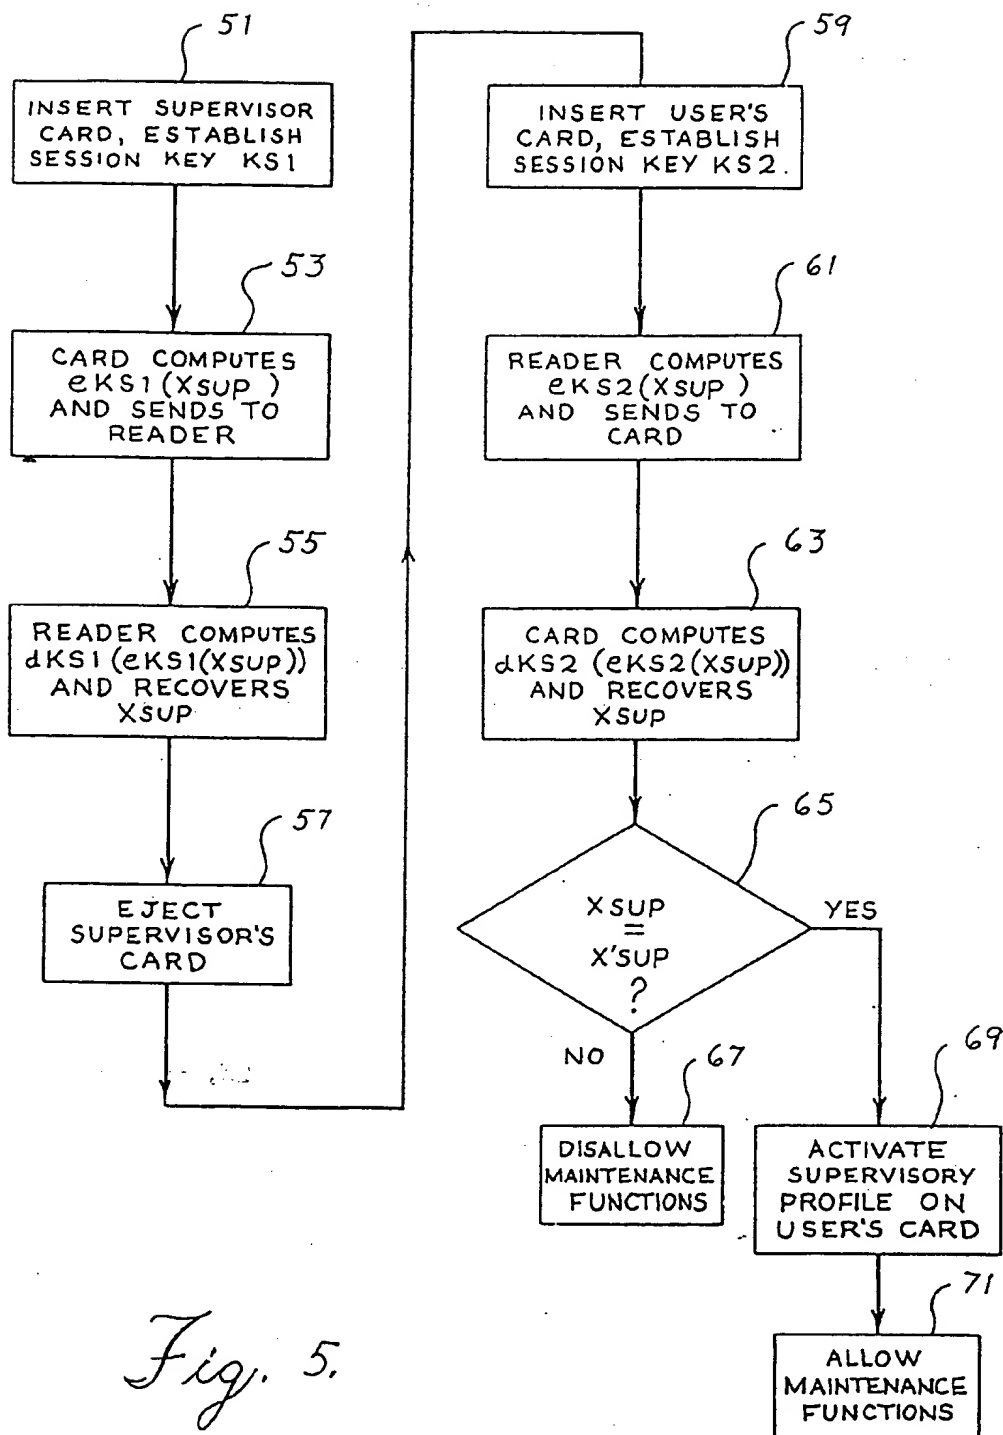 51
INSERT SUPERVISOR
CARD, ESTABLISH
SESSION KEY KS1
53
CARD COMPUTES
eKS1(XSUP )
AND SENDS TO
READER
55
READER COMPUTES
dKS1(eKS1(XSUP))
AND RECOVERS
XSUP
57
EJECT
SUPERVISOR'S
CARD
59
INSERT USER'S
CARD, ESTABLISH
SESSION KEY KS2.
61
READER COMPUTES
eKS2(XSUP )
AND SENDS TO
CARD
63
CARD COMPUTES
dKS2 (eKS2(XSUP))
AND RECOVERS
XSUP
65
XSUP
=
X'SUP
?
YES
NO
67
DISALLOW
MAINTENANCE
FUNCTIONS
69
ACTIVATE
SUPERVISORY
PROFILE ON
USER'S CARD
71
ALLOW
MAINTENANCE
FUNCTIONS
Fig. 5.